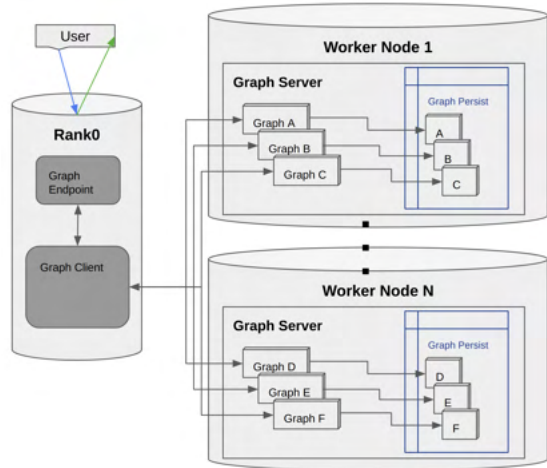 User
Rank0
Graph
Endpoint
Graph Client
Worker Node 1
Graph Server
Graph Persist
Graph A
Graph B
Graph C
A
B
C
Worker Node N
Graph Server
Graph Persist
Graph D
Graph E
Graph F
D
E
F